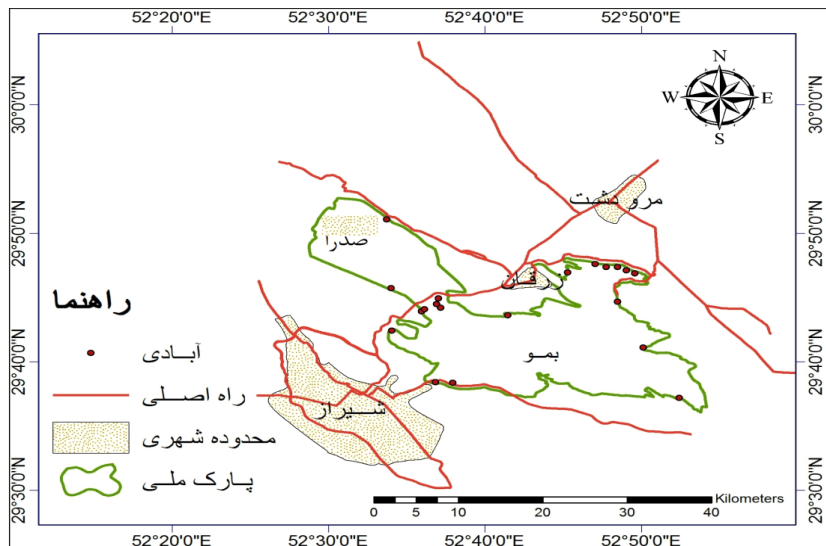 52°20'0"E 52°30'0"E 52°40'0"E 52°50'0"E
30°0'0"N 30°0'0"N
29°50'0"N 29°50'0"N
29°40'0"N 29°40'0"N
29°30'0"N 29°30'0"N
N
W E
S
مرو دشت
صدرا
زرقان
بمو
شیراز
راهنما
آبادی
راه اصلی
محدوده شهری
پارک ملی
Kilometers
0 5 10 20 30 40
52°20'0"E 52°30'0"E 52°40'0"E 52°50'0"E